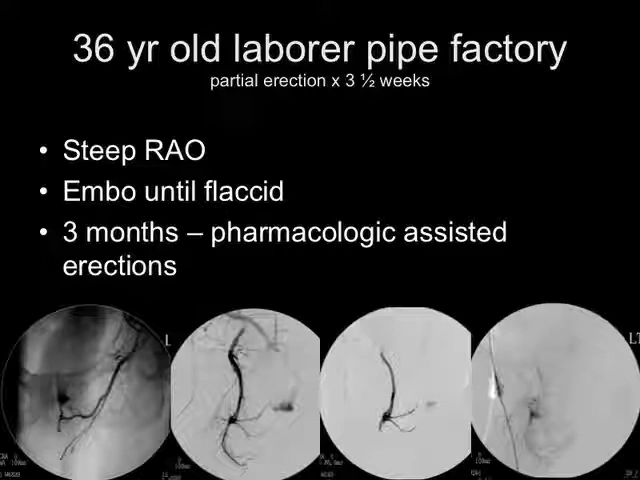 36 yr old laborer pipe factory
partial erection x 3 ½ weeks
• Steep RAO
• Embo until flaccid
• 3 months – pharmacologic assisted
erections
L
LT